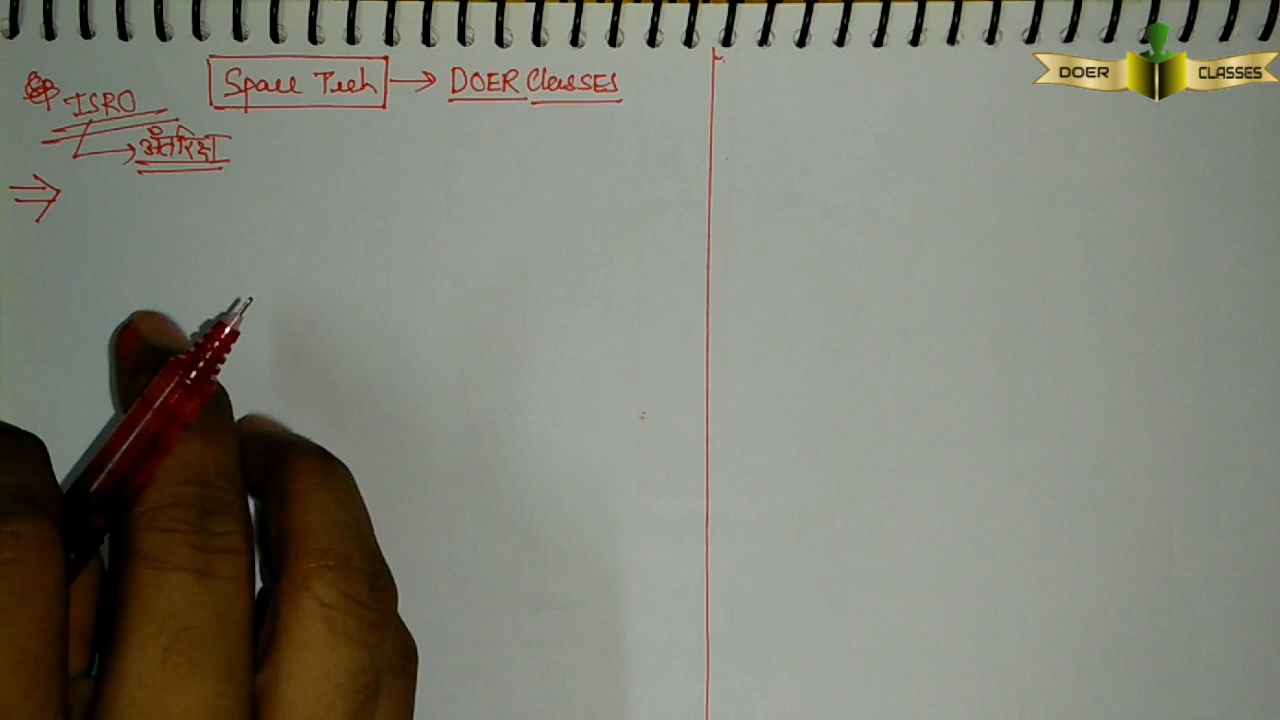 Space Tech → DOER Classes
ISRO
→ अंतरिक्ष
⇒
DOER CLASSES